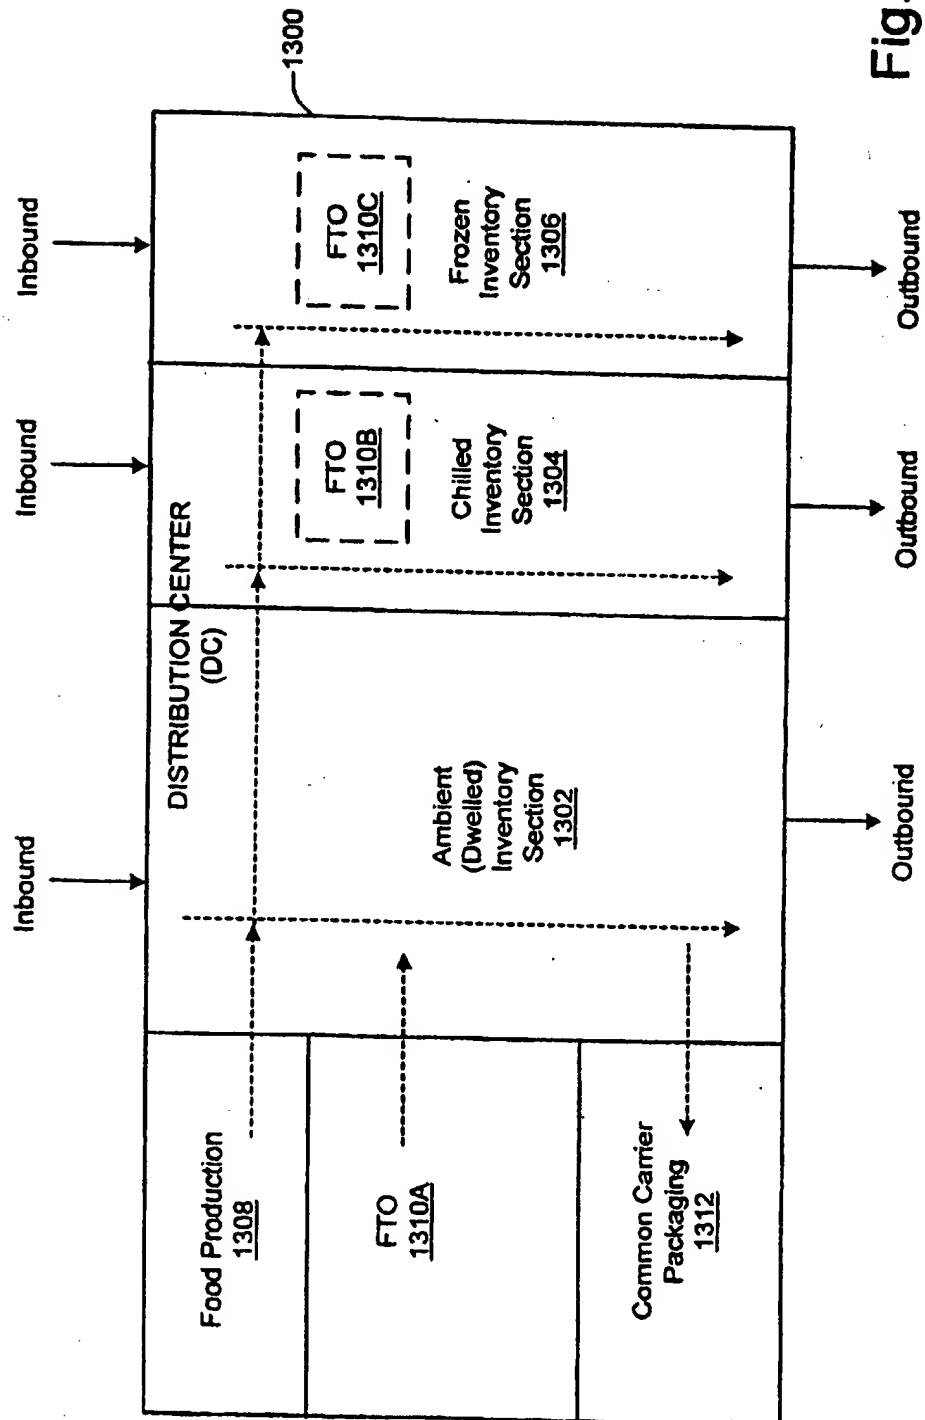 Inbound
Inbound
Inbound
1300
DISTRIBUTION CENTER
(DC)
Food Production
1308
FTO
1310A
Common Carrier
Packaging
1312
Ambient
(Dwelled)
Inventory
Section
1302
FTO
1310B
Chilled
Inventory
Section
1304
FTO
1310C
Frozen
Inventory
Section
1306
Outbound
Outbound
Outbound
Fig.